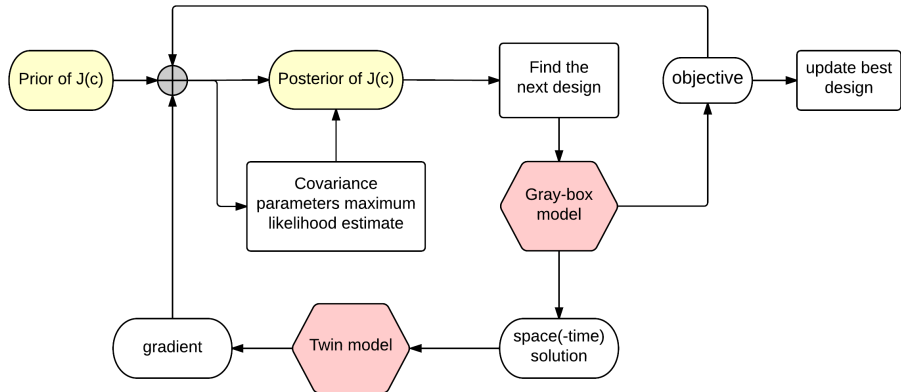 Prior of J(c)
Posterior of J(c)
Find the
next design
objective
update best
design
Covariance
parameters maximum
likelihood estimate
Gray-box
model
gradient
Twin model
space(-time)
solution